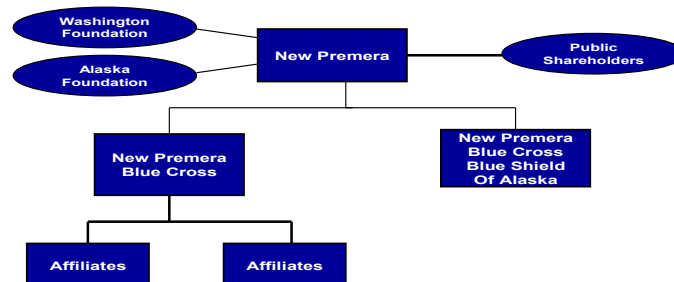 Washington
Foundation
New Premera
Public
Shareholders
Alaska
Foundation
New Premera
Blue Cross
New Premera
Blue Cross
Blue Shield
Of Alaska
Affiliates
Affiliates